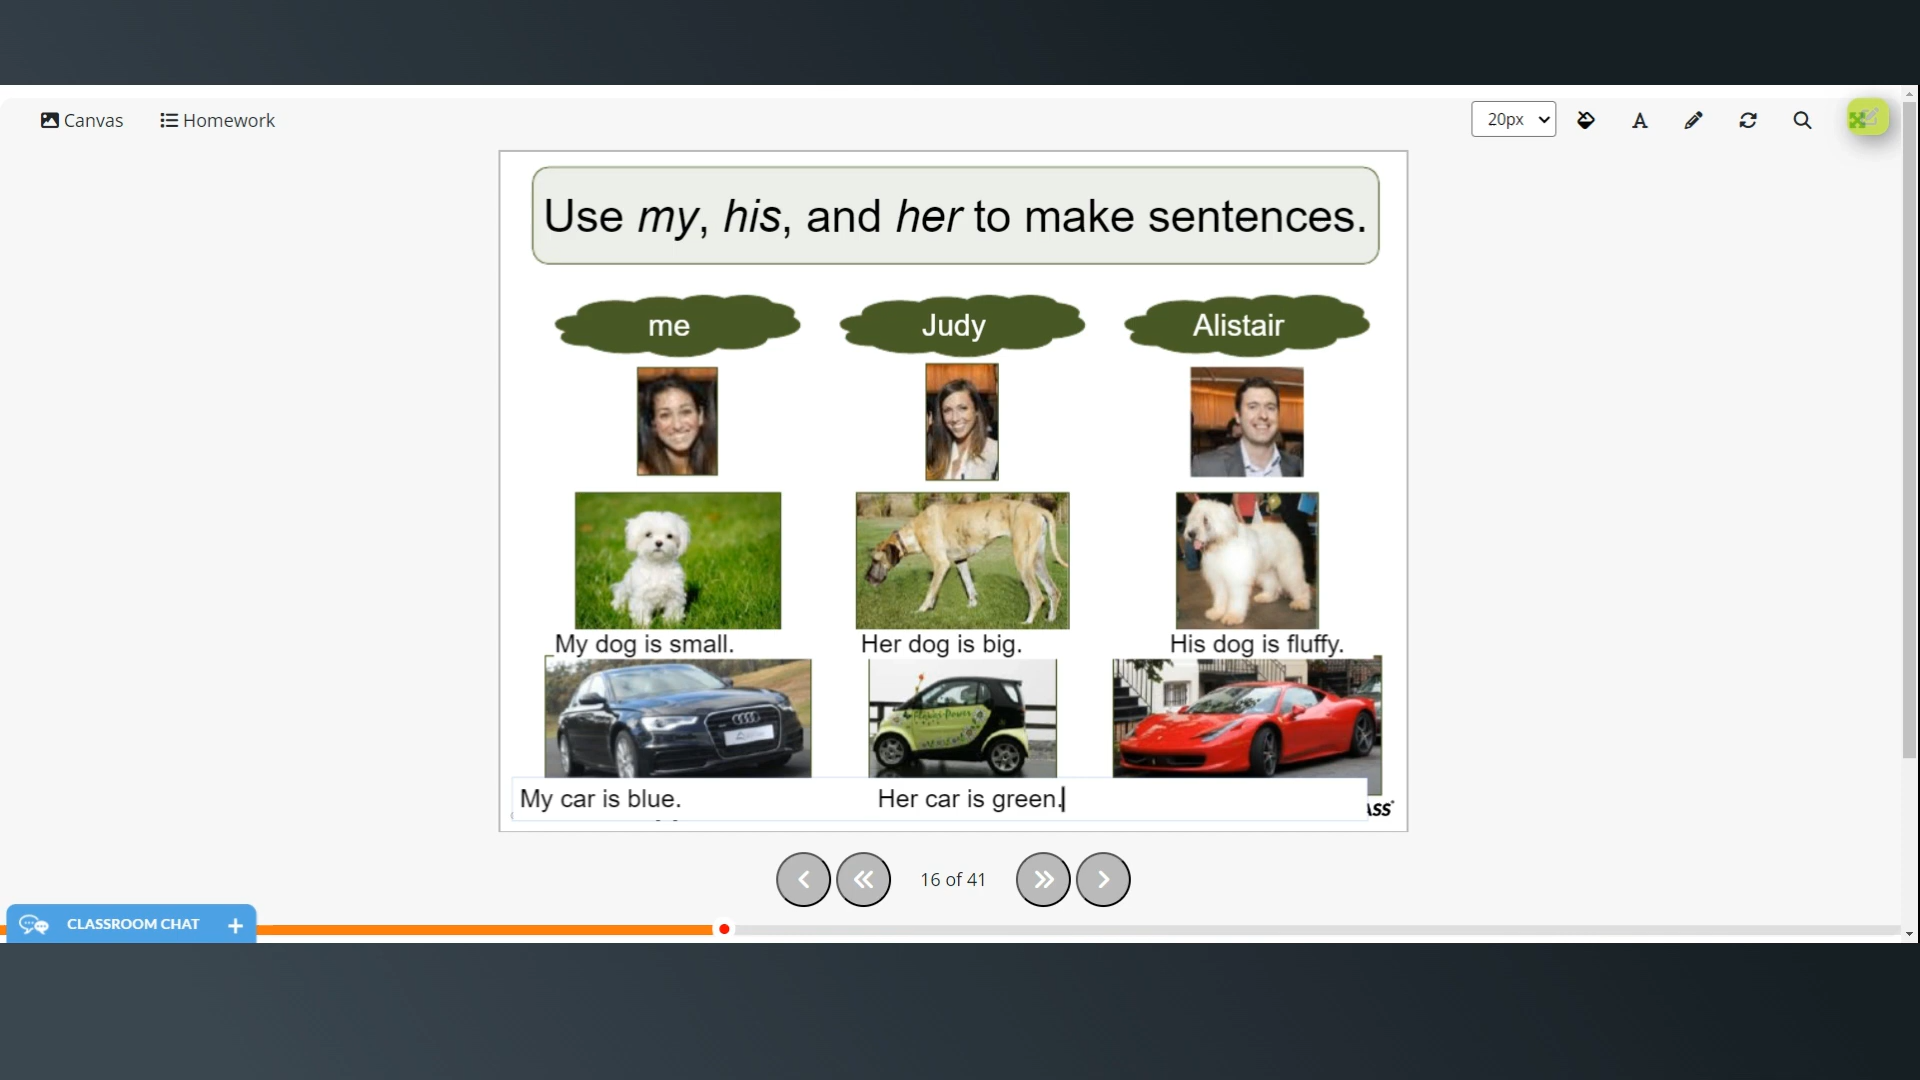 Canvas
Homework
20px
A
Use my, his, and her to make sentences.
me
Judy
Alistair
My dog is small.
Her dog is big.
His dog is fluffy.
My car is blue.
Her car is green.
ASS
16 of 41
CLASSROOM CHAT +